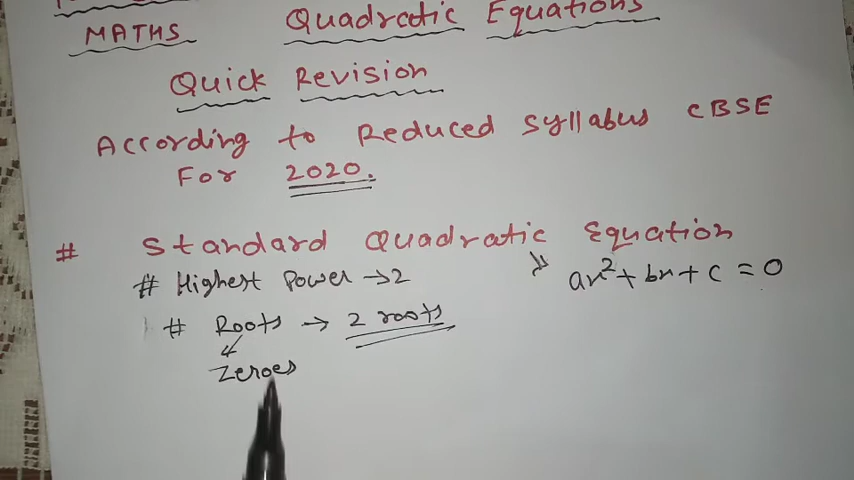 MATHS Quadratic Equations
Quick Revision
According to Reduced Syllabus CBSE
For 2020.
# Standard Quadratic Equation
# Highest Power → 2
ax²+bx+c=0
# Roots → 2 roots
Zeroes